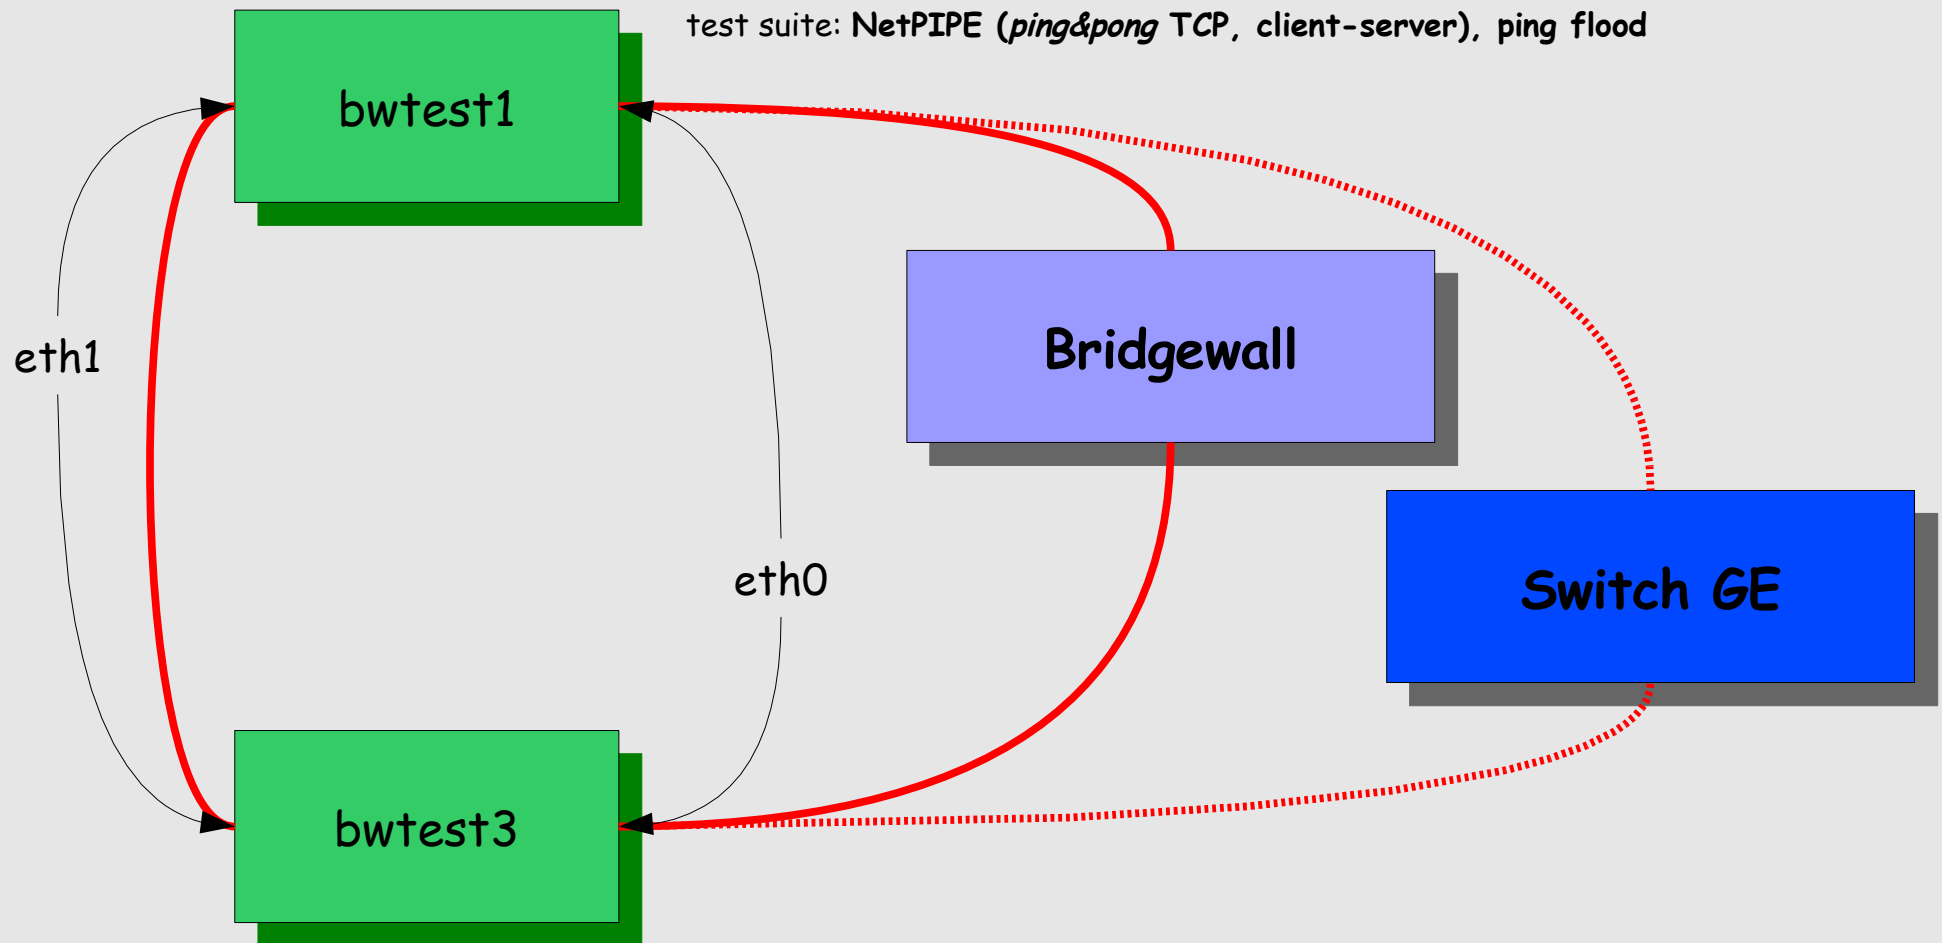 test suite: NetPIPE (ping&pong TCP, client-server), ping flood
bwtest1
eth1
Bridgewall
eth0
Switch GE
bwtest3